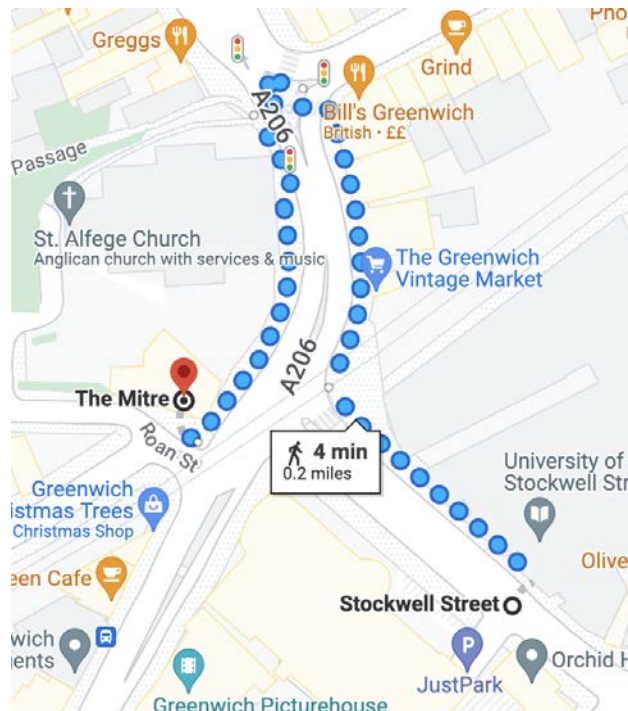 Pho
Greggs
Grind
A206
Bill's Greenwich
British · ££
Passage
St. Alfege Church
Anglican church with services & music
The Greenwich
Vintage Market
A206
The Mitre
Roan St
4 min
0.2 miles
University of
Stockwell Str
Greenwich
istmas Trees
Christmas Shop
Olive
een Cafe
Stockwell Street
wich
ents
P
JustPark
Orchid H
Greenwich Picturehouse